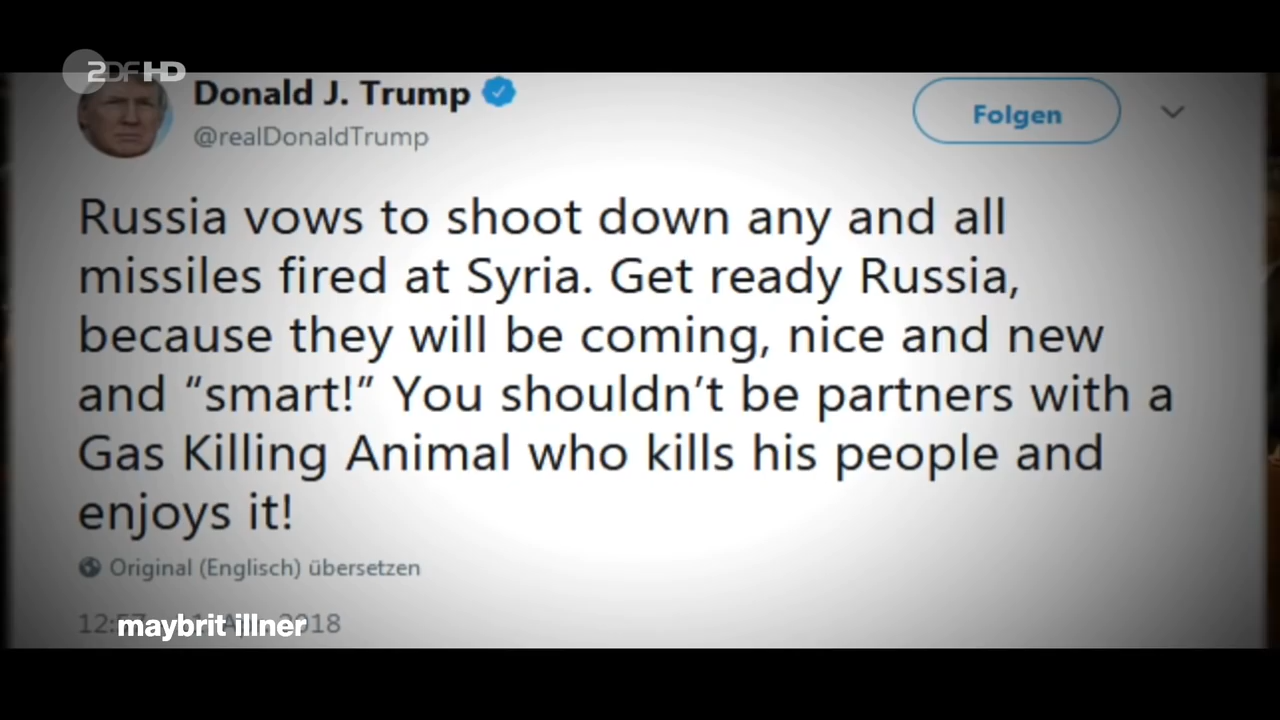 ZDF HD
Donald J. Trump
@realDonaldTrump
Folgen
Russia vows to shoot down any and all
missiles fired at Syria. Get ready Russia,
because they will be coming, nice and new
and “smart!” You shouldn’t be partners with a
Gas Killing Animal who kills his people and
enjoys it!
Original (Englisch) übersetzen
maybrit illner